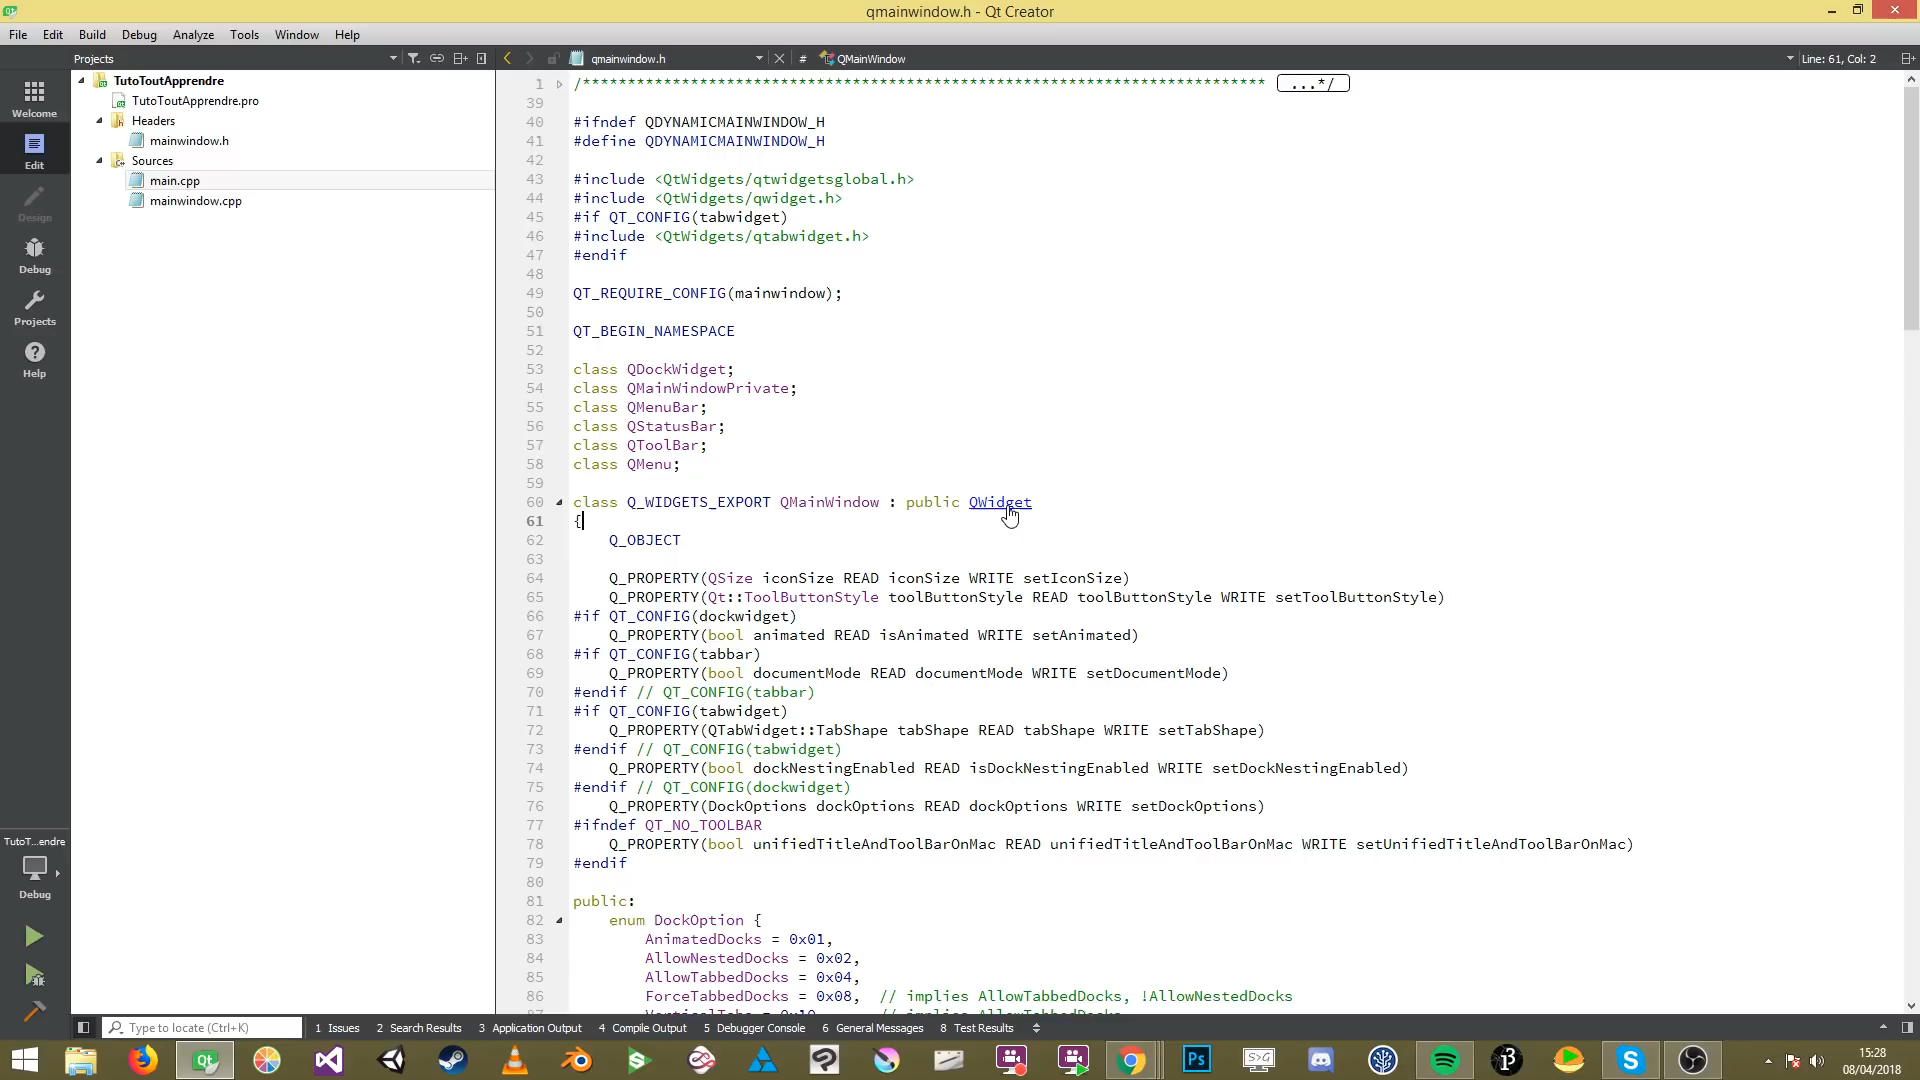 qmainwindow.h - Qt Creator
File Edit Build Debug Analyze Tools Window Help
Projects
qmainwindow.h
#
QMainWindow
Line: 61, Col: 2
Welcome
Edit
Design
Debug
Projects
Help
TutoT...endre
Debug
TutoToutApprendre
TutoToutApprendre.pro
Headers
mainwindow.h
Sources
main.cpp
mainwindow.cpp
1 /**************************************************************************** ...*/
39
40 #ifndef QDYNAMICMAINWINDOW_H
41 #define QDYNAMICMAINWINDOW_H
42
43 #include <QtWidgets/qtwidgetsglobal.h>
44 #include <QtWidgets/qwidget.h>
45 #if QT_CONFIG(tabwidget)
46 #include <QtWidgets/qtabwidget.h>
47 #endif
48
49 QT_REQUIRE_CONFIG(mainwindow);
50
51 QT_BEGIN_NAMESPACE
52
53 class QDockWidget;
54 class QMainWindowPrivate;
55 class QMenuBar;
56 class QStatusBar;
57 class QToolBar;
58 class QMenu;
59
60 class Q_WIDGETS_EXPORT QMainWindow : public QWidget
61 {
62 Q_OBJECT
63
64 Q_PROPERTY(QSize iconSize READ iconSize WRITE setIconSize)
65 Q_PROPERTY(Qt::ToolButtonStyle toolButtonStyle READ toolButtonStyle WRITE setToolButtonStyle)
66 #if QT_CONFIG(dockwidget)
67 Q_PROPERTY(bool animated READ isAnimated WRITE setAnimated)
68 #if QT_CONFIG(tabbar)
69 Q_PROPERTY(bool documentMode READ documentMode WRITE setDocumentMode)
70 #endif // QT_CONFIG(tabbar)
71 #if QT_CONFIG(tabwidget)
72 Q_PROPERTY(QTabWidget::TabShape tabShape READ tabShape WRITE setTabShape)
73 #endif // QT_CONFIG(tabwidget)
74 Q_PROPERTY(bool dockNestingEnabled READ isDockNestingEnabled WRITE setDockNestingEnabled)
75 #endif // QT_CONFIG(dockwidget)
76 Q_PROPERTY(DockOptions dockOptions READ dockOptions WRITE setDockOptions)
77 #ifndef QT_NO_TOOLBAR
78 Q_PROPERTY(bool unifiedTitleAndToolBarOnMac READ unifiedTitleAndToolBarOnMac WRITE setUnifiedTitleAndToolBarOnMac)
79 #endif
80
81 public:
82 enum DockOption {
83 AnimatedDocks = 0x01,
84 AllowNestedDocks = 0x02,
85 AllowTabbedDocks = 0x04,
86 ForceTabbedDocks = 0x08, // implies AllowTabbedDocks, !AllowNestedDocks
Type to locate (Ctrl+K)
1 Issues 2 Search Results 3 Application Output 4 Compile Output 5 Debugger Console 6 General Messages 8 Test Results
15:28
08/04/2018